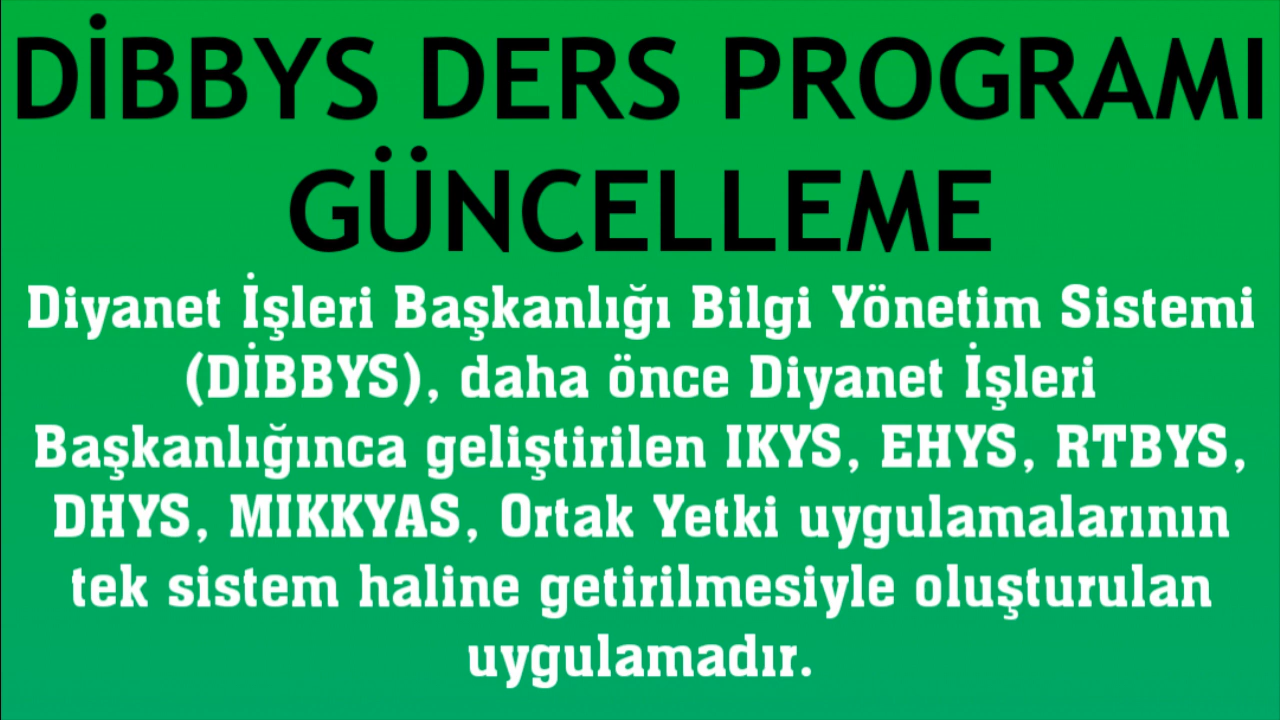 DİBBYS DERS PROGRAMI
GÜNCELLEME
Diyanet İşleri Başkanlığı Bilgi Yönetim Sistemi
(DİBBYS), daha önce Diyanet İşleri
Başkanlığınca geliştirilen IKYS, EHYS, RTBYS,
DHYS, MIKKYAS, Ortak Yetki uygulamalarının
tek sistem haline getirilmesiyle oluşturulan
uygulamadır.